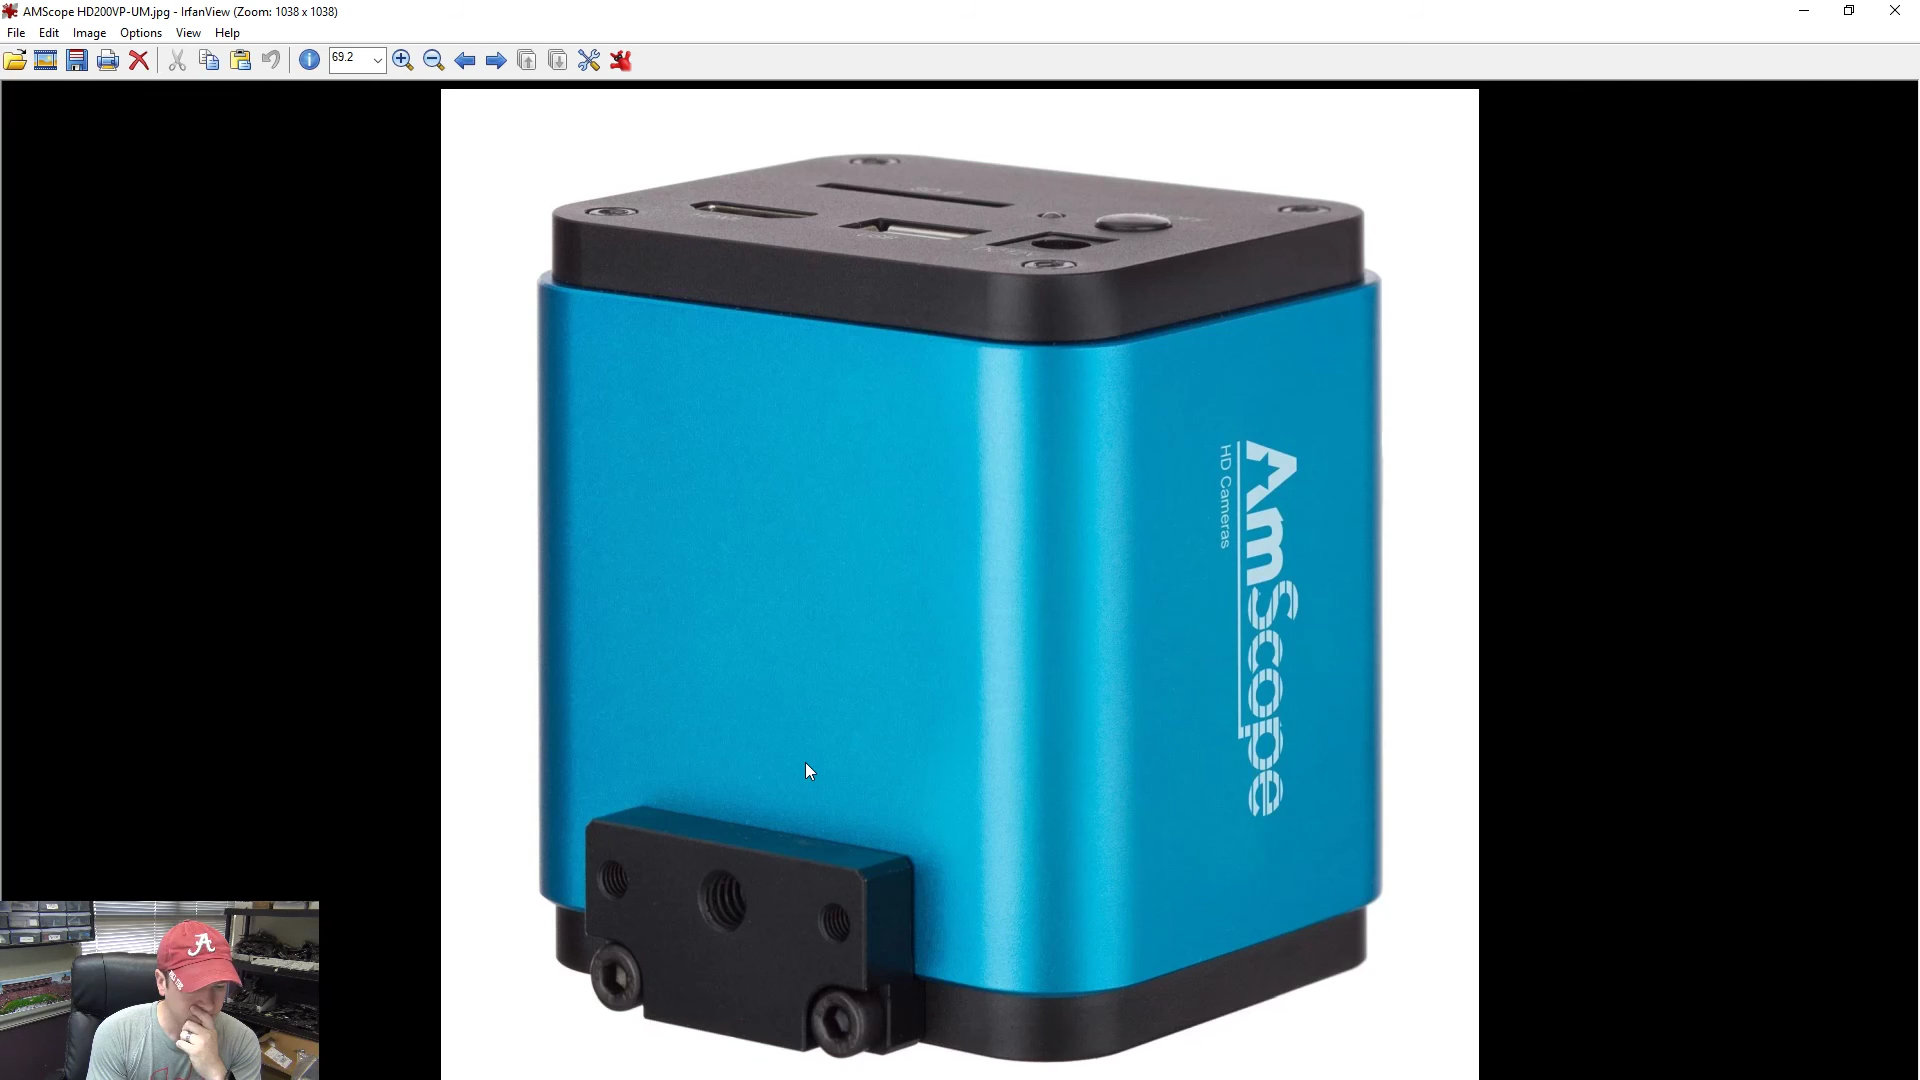 AMScope HD200VP-UM.jpg - IrfanView (Zoom: 1038 x 1038)
File Edit Image Options View Help
69.2
AmScope
HD Cameras
A